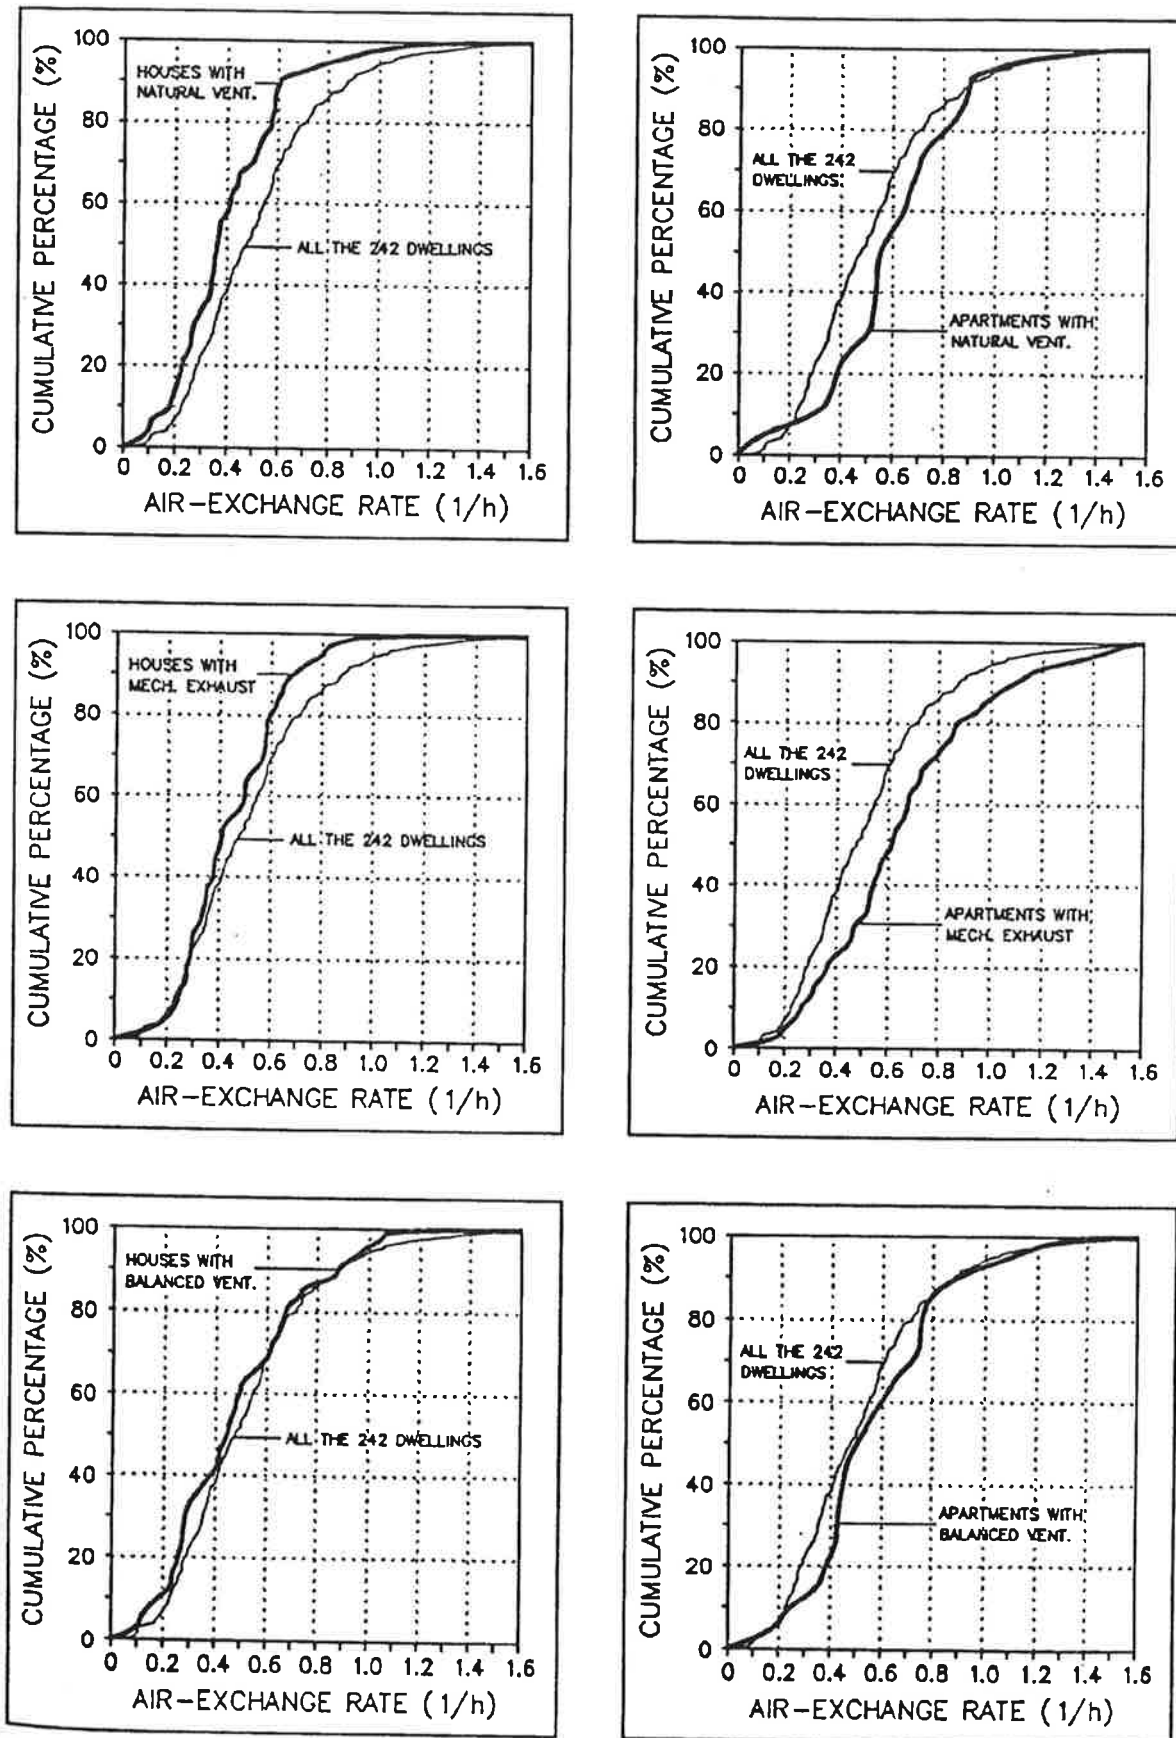 CUMULATIVE PERCENTAGE (%)
100
80
60
40
20
0
HOUSES WITH
NATURAL VENT.
ALL THE 242 DWELLINGS
0 0.2 0.4 0.6 0.8 1.0 1.2 1.4 1.6
AIR-EXCHANGE RATE (1/h)
CUMULATIVE PERCENTAGE (%)
100
80
60
40
20
0
ALL THE 242
DWELLINGS
APARTMENTS WITH
NATURAL VENT.
0 0.2 0.4 0.6 0.8 1.0 1.2 1.4 1.6
AIR-EXCHANGE RATE (1/h)
CUMULATIVE PERCENTAGE (%)
100
80
60
40
20
0
HOUSES WITH
MECH. EXHAUST
ALL THE 242 DWELLINGS
0 0.2 0.4 0.6 0.8 1.0 1.2 1.4 1.6
AIR-EXCHANGE RATE (1/h)
CUMULATIVE PERCENTAGE (%)
100
80
60
40
20
0
ALL THE 242
DWELLINGS
APARTMENTS WITH
MECH. EXHAUST
0 0.2 0.4 0.6 0.8 1.0 1.2 1.4 1.6
AIR-EXCHANGE RATE (1/h)
CUMULATIVE PERCENTAGE (%)
100
80
60
40
20
0
HOUSES WITH
BALANCED VENT.
ALL THE 242 DWELLINGS
0 0.2 0.4 0.6 0.8 1.0 1.2 1.4 1.6
AIR-EXCHANGE RATE (1/h)
CUMULATIVE PERCENTAGE (%)
100
80
60
40
20
0
ALL THE 242
DWELLINGS
APARTMENTS WITH
BALANCED VENT.
0 0.2 0.4 0.6 0.8 1.0 1.2 1.4 1.6
AIR-EXCHANGE RATE (1/h)